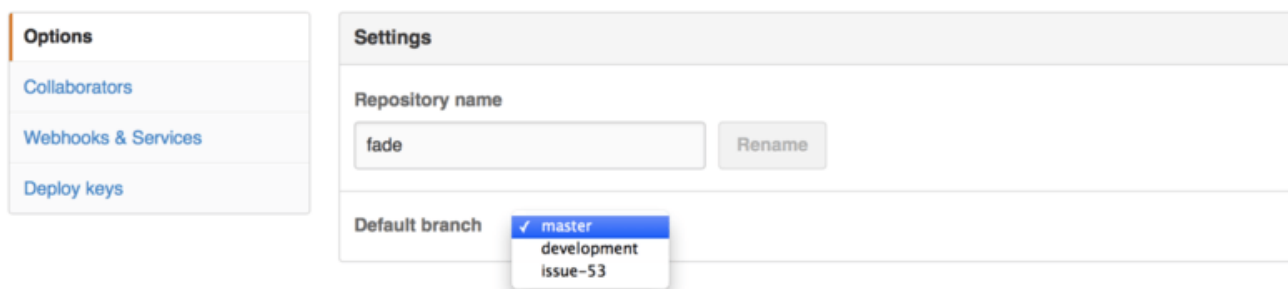 Options
Collaborators
Webhooks & Services
Deploy keys
Settings
Repository name
fade
Rename
Default branch
✓ master
development
issue-53